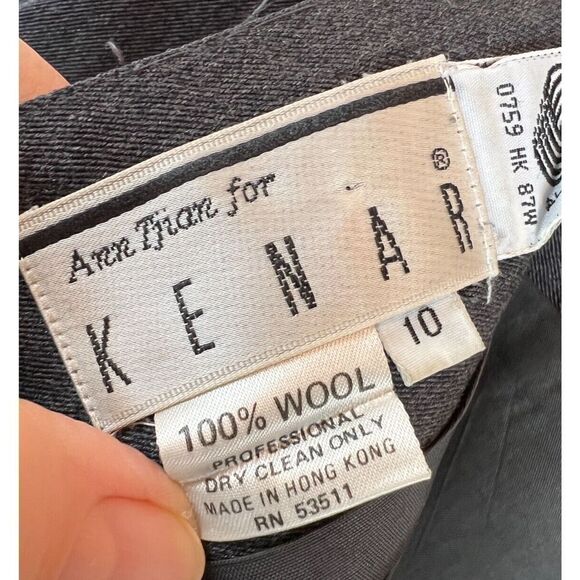 Ann Tjian for
KENAR®
10
100% WOOL
PROFESSIONAL
DRY CLEAN ONLY
MADE IN HONG KONG
RN 53511
0759 HK 87W